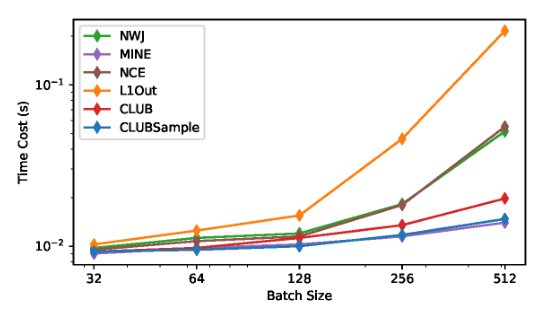 NWJ
MINE
NCE
L1Out
CLUB
CLUBSample
Time Cost (s)
10⁻¹
10⁻²
32 64 128 256 512
Batch Size